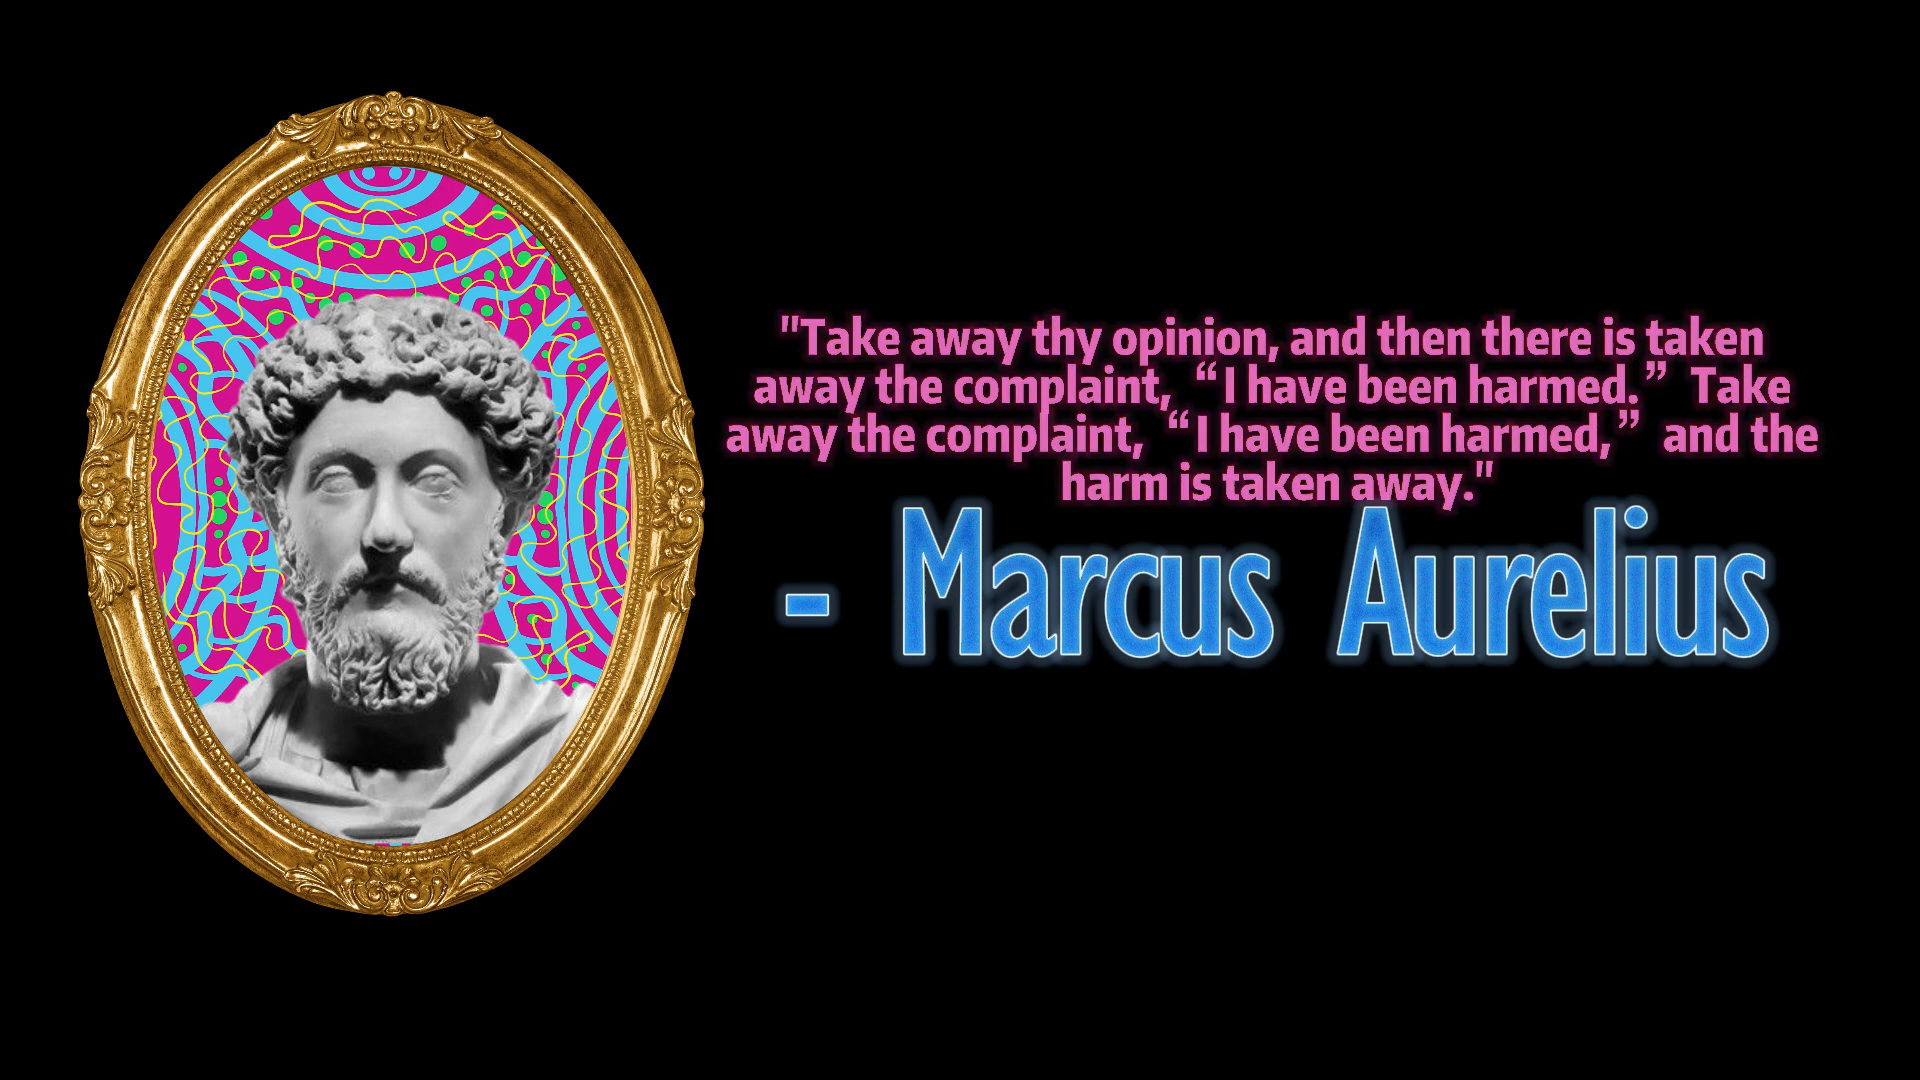 "Take away thy opinion, and then there is taken
away the complaint, “I have been harmed.” Take
away the complaint, “I have been harmed,” and the
harm is taken away."
- Marcus Aurelius